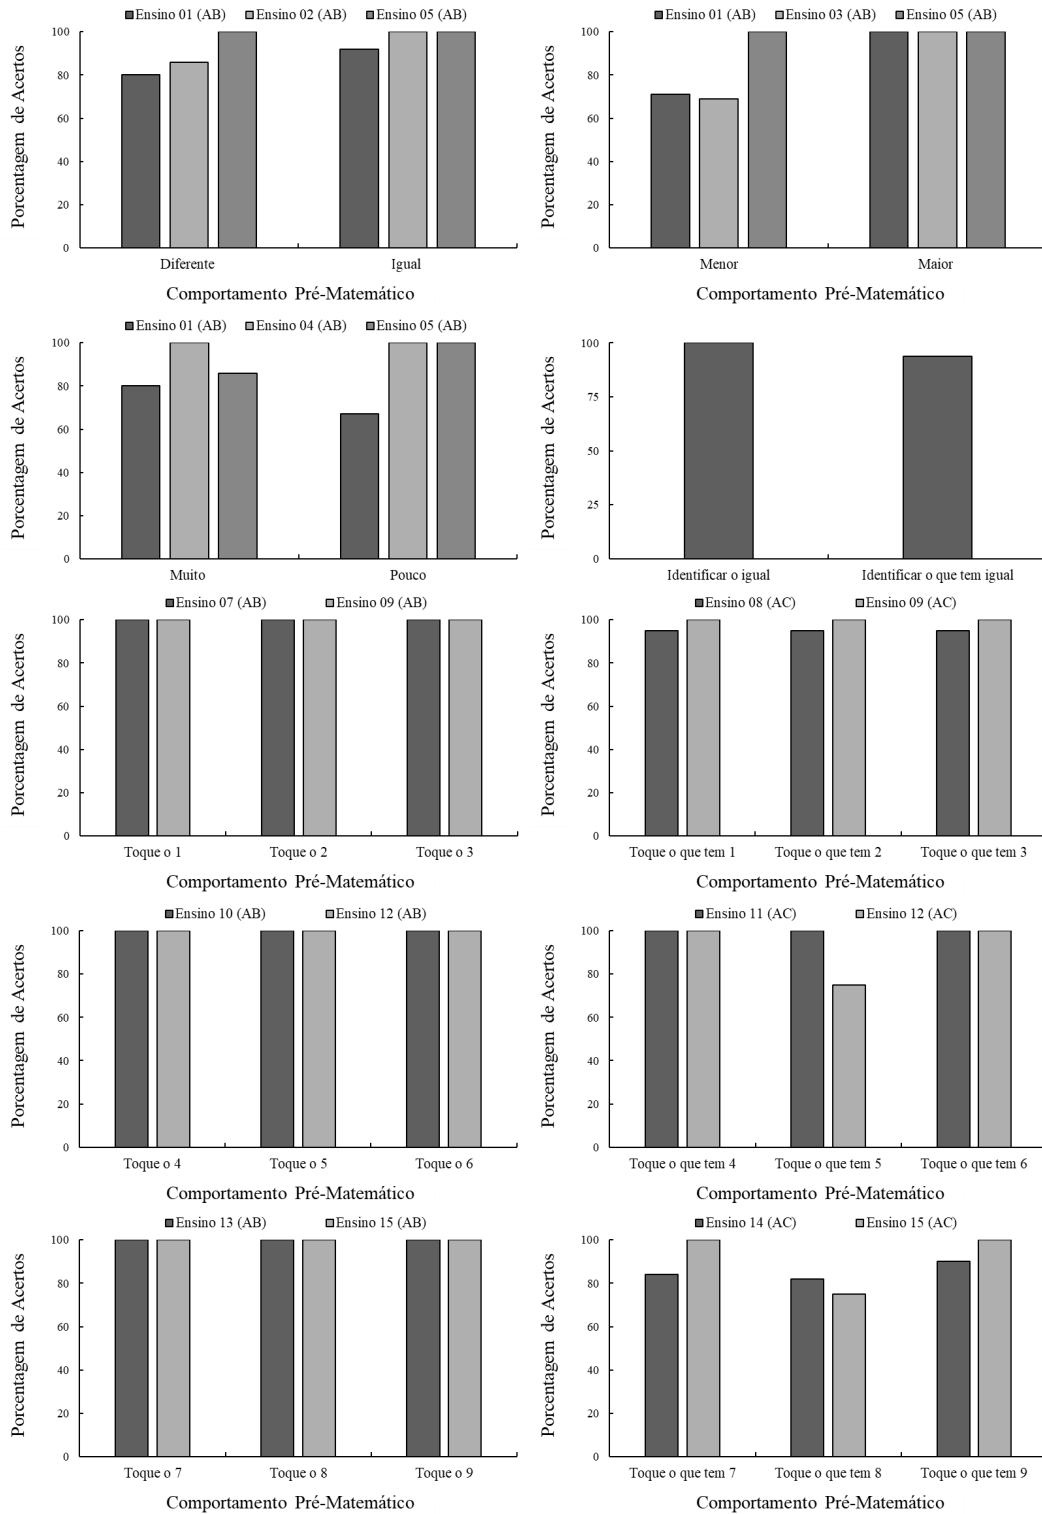 Ensino 01 (AB) Ensino 02 (AB) Ensino 05 (AB)
Porcentagem de Acertos
100
80
60
40
20
0
Diferente Igual
Comportamento Pré-Matemático
Ensino 01 (AB) Ensino 03 (AB) Ensino 05 (AB)
Porcentagem de Acertos
100
80
60
40
20
0
Menor Maior
Comportamento Pré-Matemático
Ensino 01 (AB) Ensino 04 (AB) Ensino 05 (AB)
Porcentagem de Acertos
100
80
60
40
20
0
Muito Pouco
Porcentagem de Acertos
100
75
50
25
0
Identificar o igual Identificar o que tem igual
Ensino 07 (AB) Ensino 09 (AB)
Porcentagem de Acertos
100
80
60
40
20
0
Toque o 1 Toque o 2 Toque o 3
Comportamento Pré-Matemático
Ensino 08 (AC) Ensino 09 (AC)
Porcentagem de Acertos
100
80
60
40
20
0
Toque o que tem 1 Toque o que tem 2 Toque o que tem 3
Comportamento Pré-Matemático
Ensino 10 (AB) Ensino 12 (AB)
Porcentagem de Acertos
100
80
60
40
20
0
Toque o 4 Toque o 5 Toque o 6
Comportamento Pré-Matemático
Ensino 11 (AC) Ensino 12 (AC)
Porcentagem de Acertos
100
80
60
40
20
0
Toque o que tem 4 Toque o que tem 5 Toque o que tem 6
Comportamento Pré-Matemático
Ensino 13 (AB) Ensino 15 (AB)
Porcentagem de Acertos
100
80
60
40
20
0
Toque o 7 Toque o 8 Toque o 9
Comportamento Pré-Matemático
Ensino 14 (AC) Ensino 15 (AC)
Porcentagem de Acertos
100
80
60
40
20
0
Toque o que tem 7 Toque o que tem 8 Toque o que tem 9
Comportamento Pré-Matemático